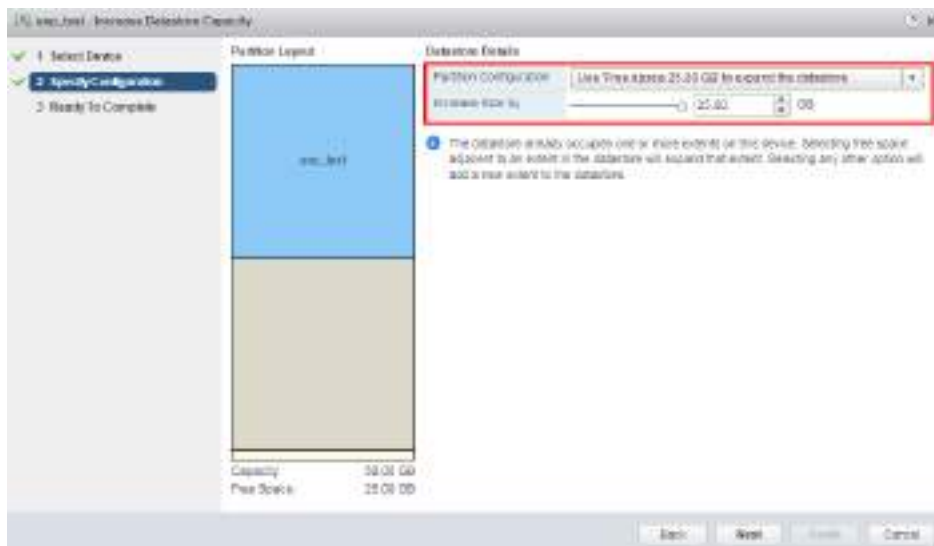 Increase Datastore Capacity
1 Select Device
2 Specify Configuration
3 Ready To Complete
Partition Layout
Datastore Details
Partition Configuration
Use "Free space 25.00 GB" to expand the datastore
Increase Size by
GB
The datastore already occupies one or more extents on this device. Selecting free space
adjacent to an extent in the datastore will expand that extent. Selecting any other option will
add a new extent to the datastore.
Capacity
GB
Free Space
25.00 GB
Back
Next
Finish
Cancel